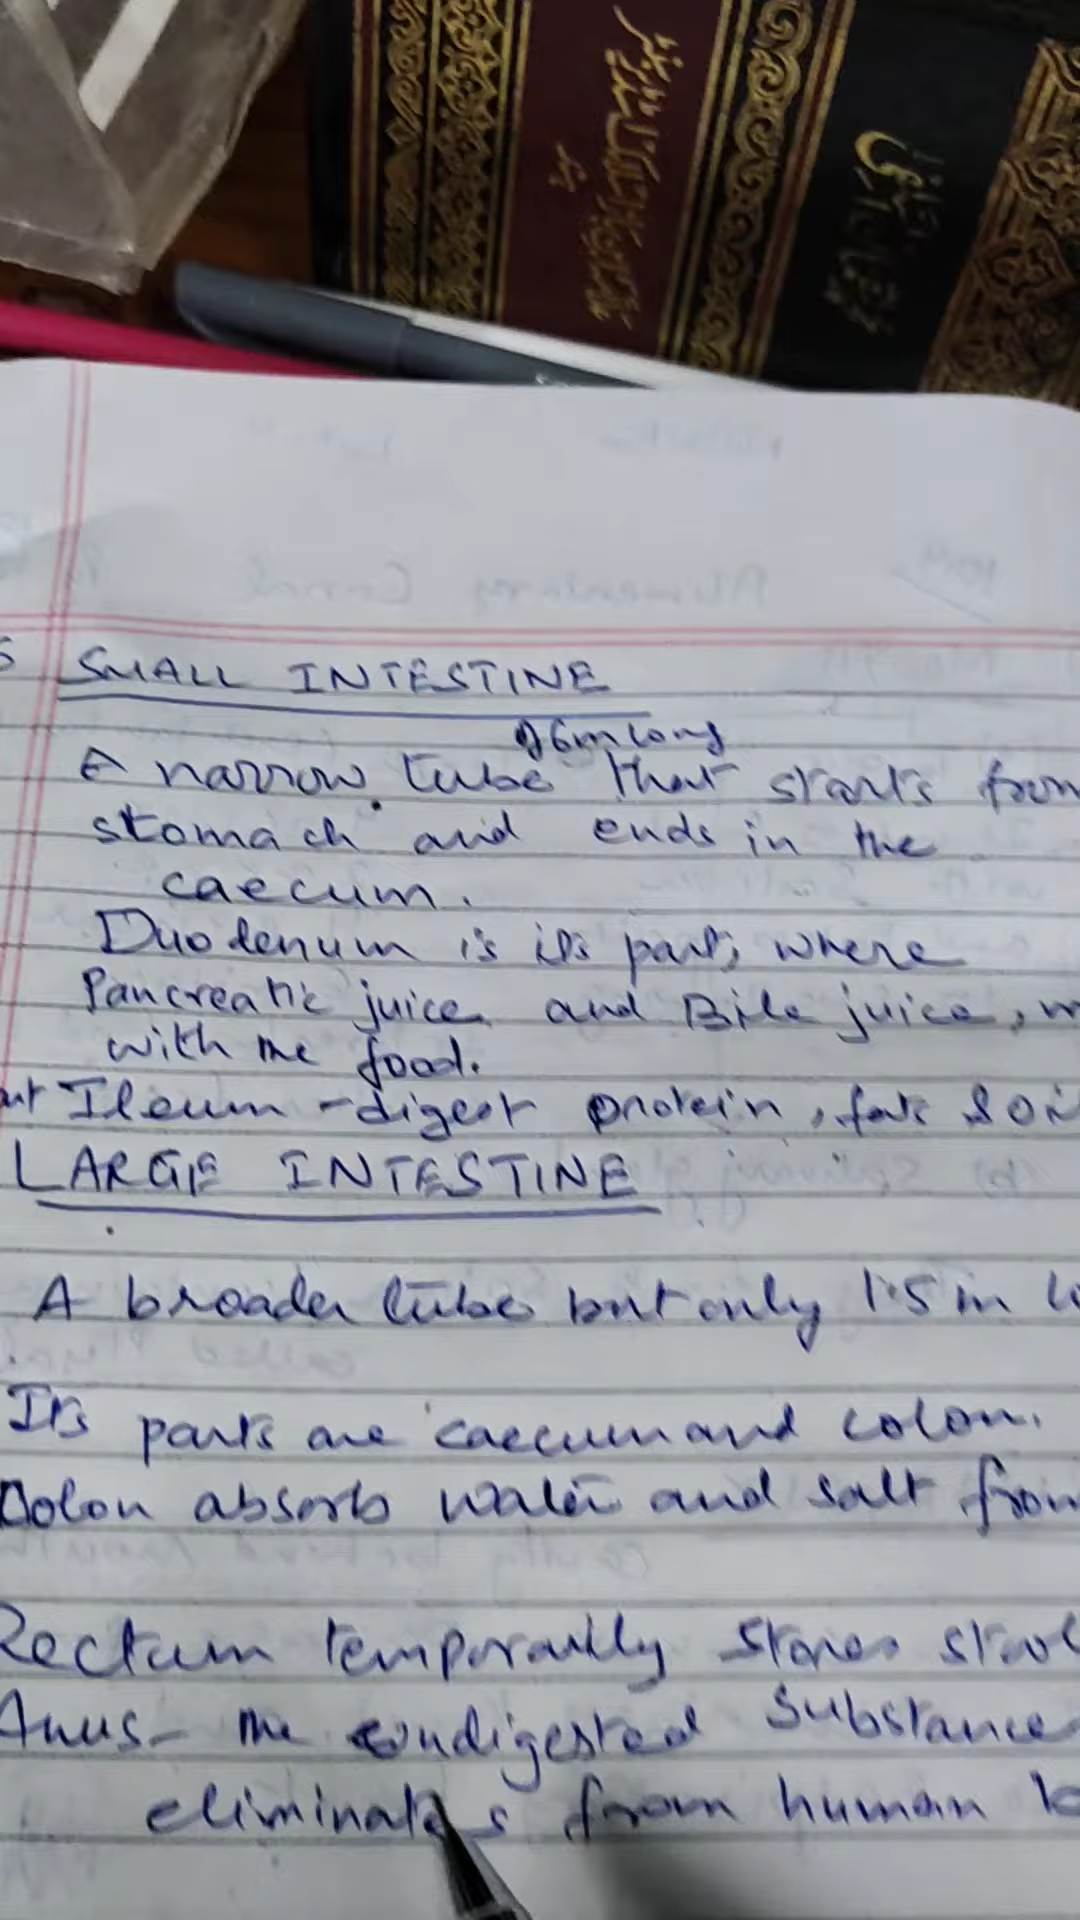 SMALL INTESTINE
6m long
A narrow tube that starts from
stomach and ends in the
caecum.
Duodenum is its part, where
Pancreatic juice and Bile juice, m
with the food.
Ileum - digest protein, fat
LARGE INTESTINE
A broader tube but only 1.5 m
Its parts are caecum and colon.
Colon absorb water and salt from
Rectum temporarily stores stool
Anus - the undigested substance
eliminates from human